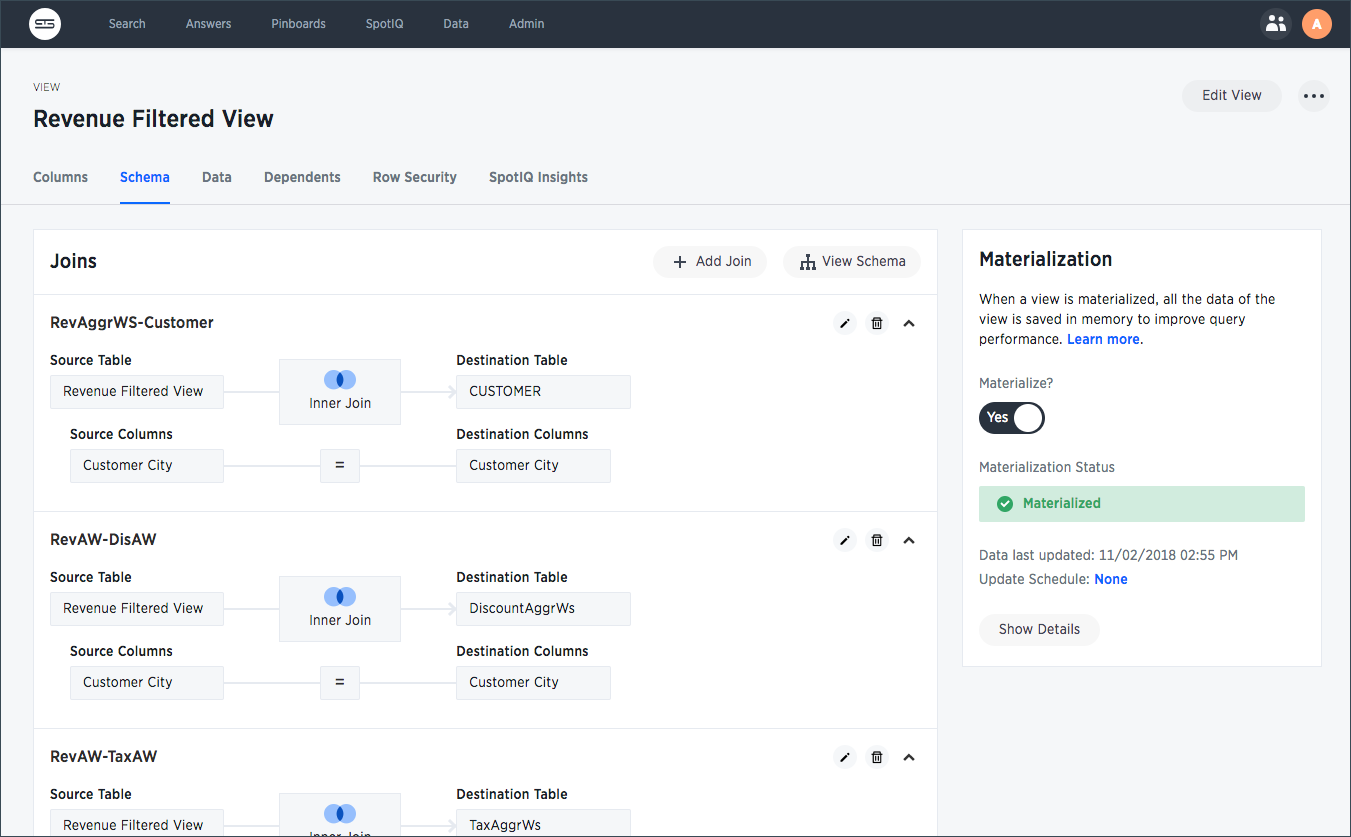 Search Answers Pinboards SpotIQ Data Admin
A
VIEW
Revenue Filtered View
Edit View
Columns Schema Data Dependents Row Security SpotIQ Insights
Joins
Add Join
View Schema
RevAggrWS-Customer
Source Table
Destination Table
Revenue Filtered View
Inner Join
CUSTOMER
Source Columns
Destination Columns
Customer City
=
Customer City
RevAW-DisAW
Source Table
Destination Table
Revenue Filtered View
Inner Join
DiscountAggrWs
Source Columns
Destination Columns
Customer City
=
Customer City
RevAW-TaxAW
Source Table
Destination Table
Revenue Filtered View
Inner Join
TaxAggrWs
Materialization
When a view is materialized, all the data of the
view is saved in memory to improve query
performance. Learn more.
Materialize?
Yes
Materialization Status
Materialized
Data last updated: 11/02/2018 02:55 PM
Update Schedule: None
Show Details